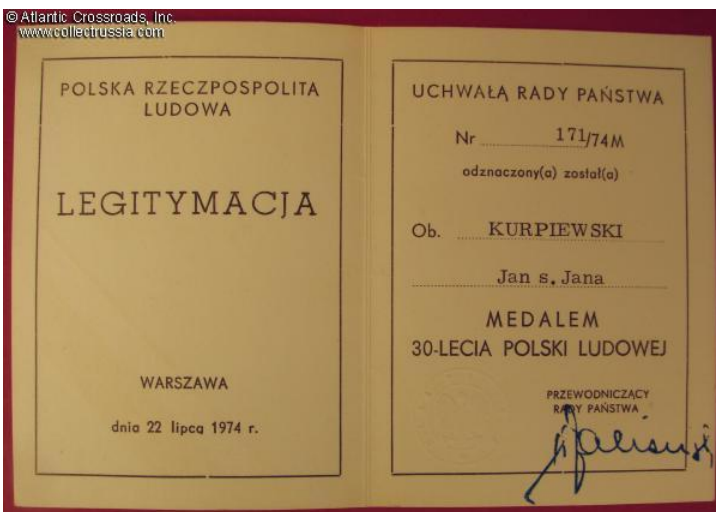 © Atlantic Crossroads, Inc.
www.collectrussia.com
POLSKA RZECZPOSPOLITA
LUDOWA
LEGITYMACJA
WARSZAWA
dnia 22 lipca 1974 r.
UCHWAŁĄ RADY PAŃSTWA
Nr 171/74M
odznaczony(a) został(a)
Ob. KURPIEWSKI
Jan s. Jana
MEDALEM
30-LECIA POLSKI LUDOWEJ
PRZEWODNICZĄCY
RADY PAŃSTWA